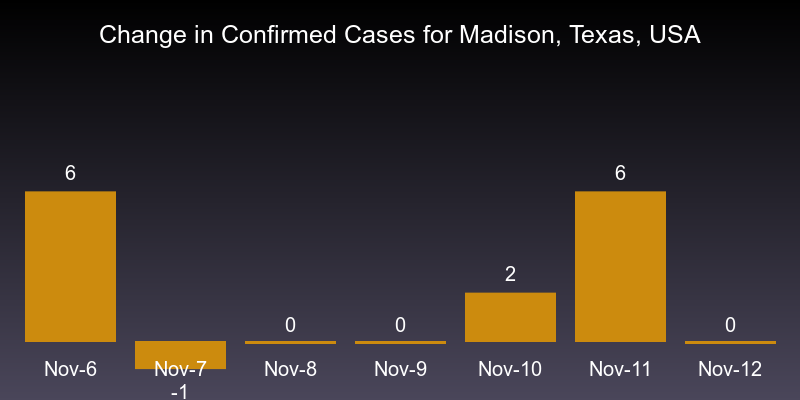 Change in Confirmed Cases for Madison, Texas, USA
6
6
2
0
0
0
Nov-6
Nov-7
Nov-8
Nov-9
Nov-10
Nov-11
Nov-12
-1